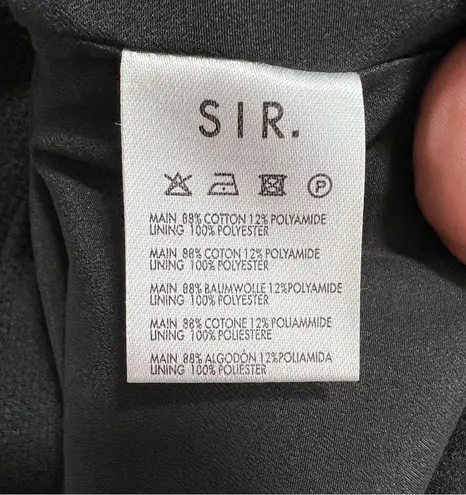 SIR.
P
MAIN 88% COTTON 12% POLYAMIDE
LINING 100% POLYESTER
MAIN 88% COTON 12% POLYAMIDE
LINING 100% POLYESTER
MAIN 88% BAUMWOLLE 12%POLYAMIDE
LINING 100% POLYESTER
MAIN 88% COTONE 12% POLIAMMIDE
LINING 100% POLIESTERE
MAIN 88% ALGODÓN 12%POLIAMIDA
LINING 100% POLIESTER